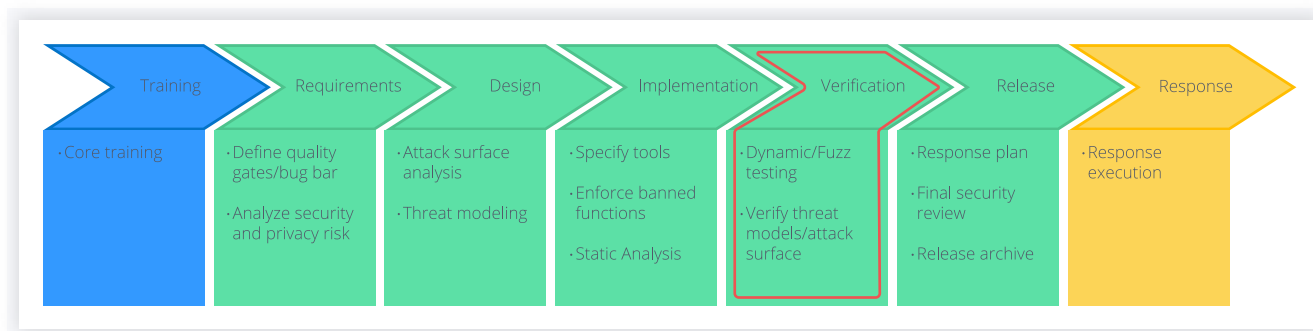 Training
Requirements
Design
Implementation
Verification
Release
Response
·Core training
·Define quality
gates/bug bar
·Analyze security
and privacy risk
·Attack surface
analysis
·Threat modeling
·Specify tools
·Enforce banned
functions
·Static Analysis
·Dynamic/Fuzz
testing
·Verify threat
models/attack
surface
·Response plan
·Final security
review
·Release archive
·Response
execution